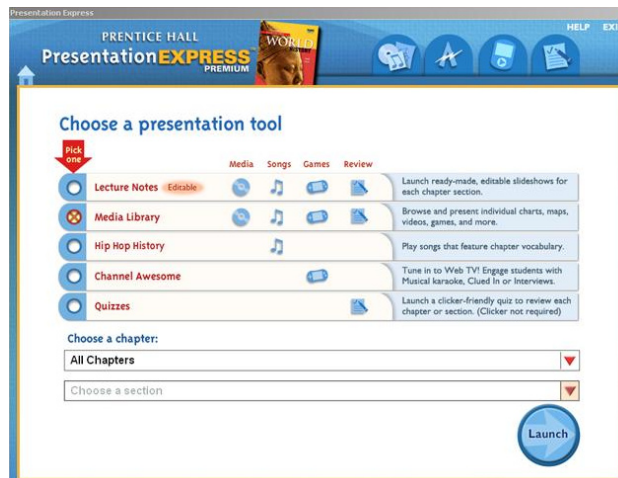 Presentation Express
HELP EXI
PRENTICE HALL
Presentation EXPRESS
PREMIUM
WORLD
HISTORY
Choose a presentation tool
Pick
one
Media Songs Games Review
Lecture Notes Editable
Launch ready-made, editable slideshows for
each chapter section.
Media Library
Browse and present individual charts, maps,
videos, games, and more.
Hip Hop History
Play songs that feature chapter vocabulary.
Channel Awesome
Tune in to Web TV! Engage students with
Musical karaoke, Clued In or Interviews.
Quizzes
Launch a clicker-friendly quiz to review each
chapter or section. (Clicker not required)
Choose a chapter:
All Chapters
Choose a section
Launch